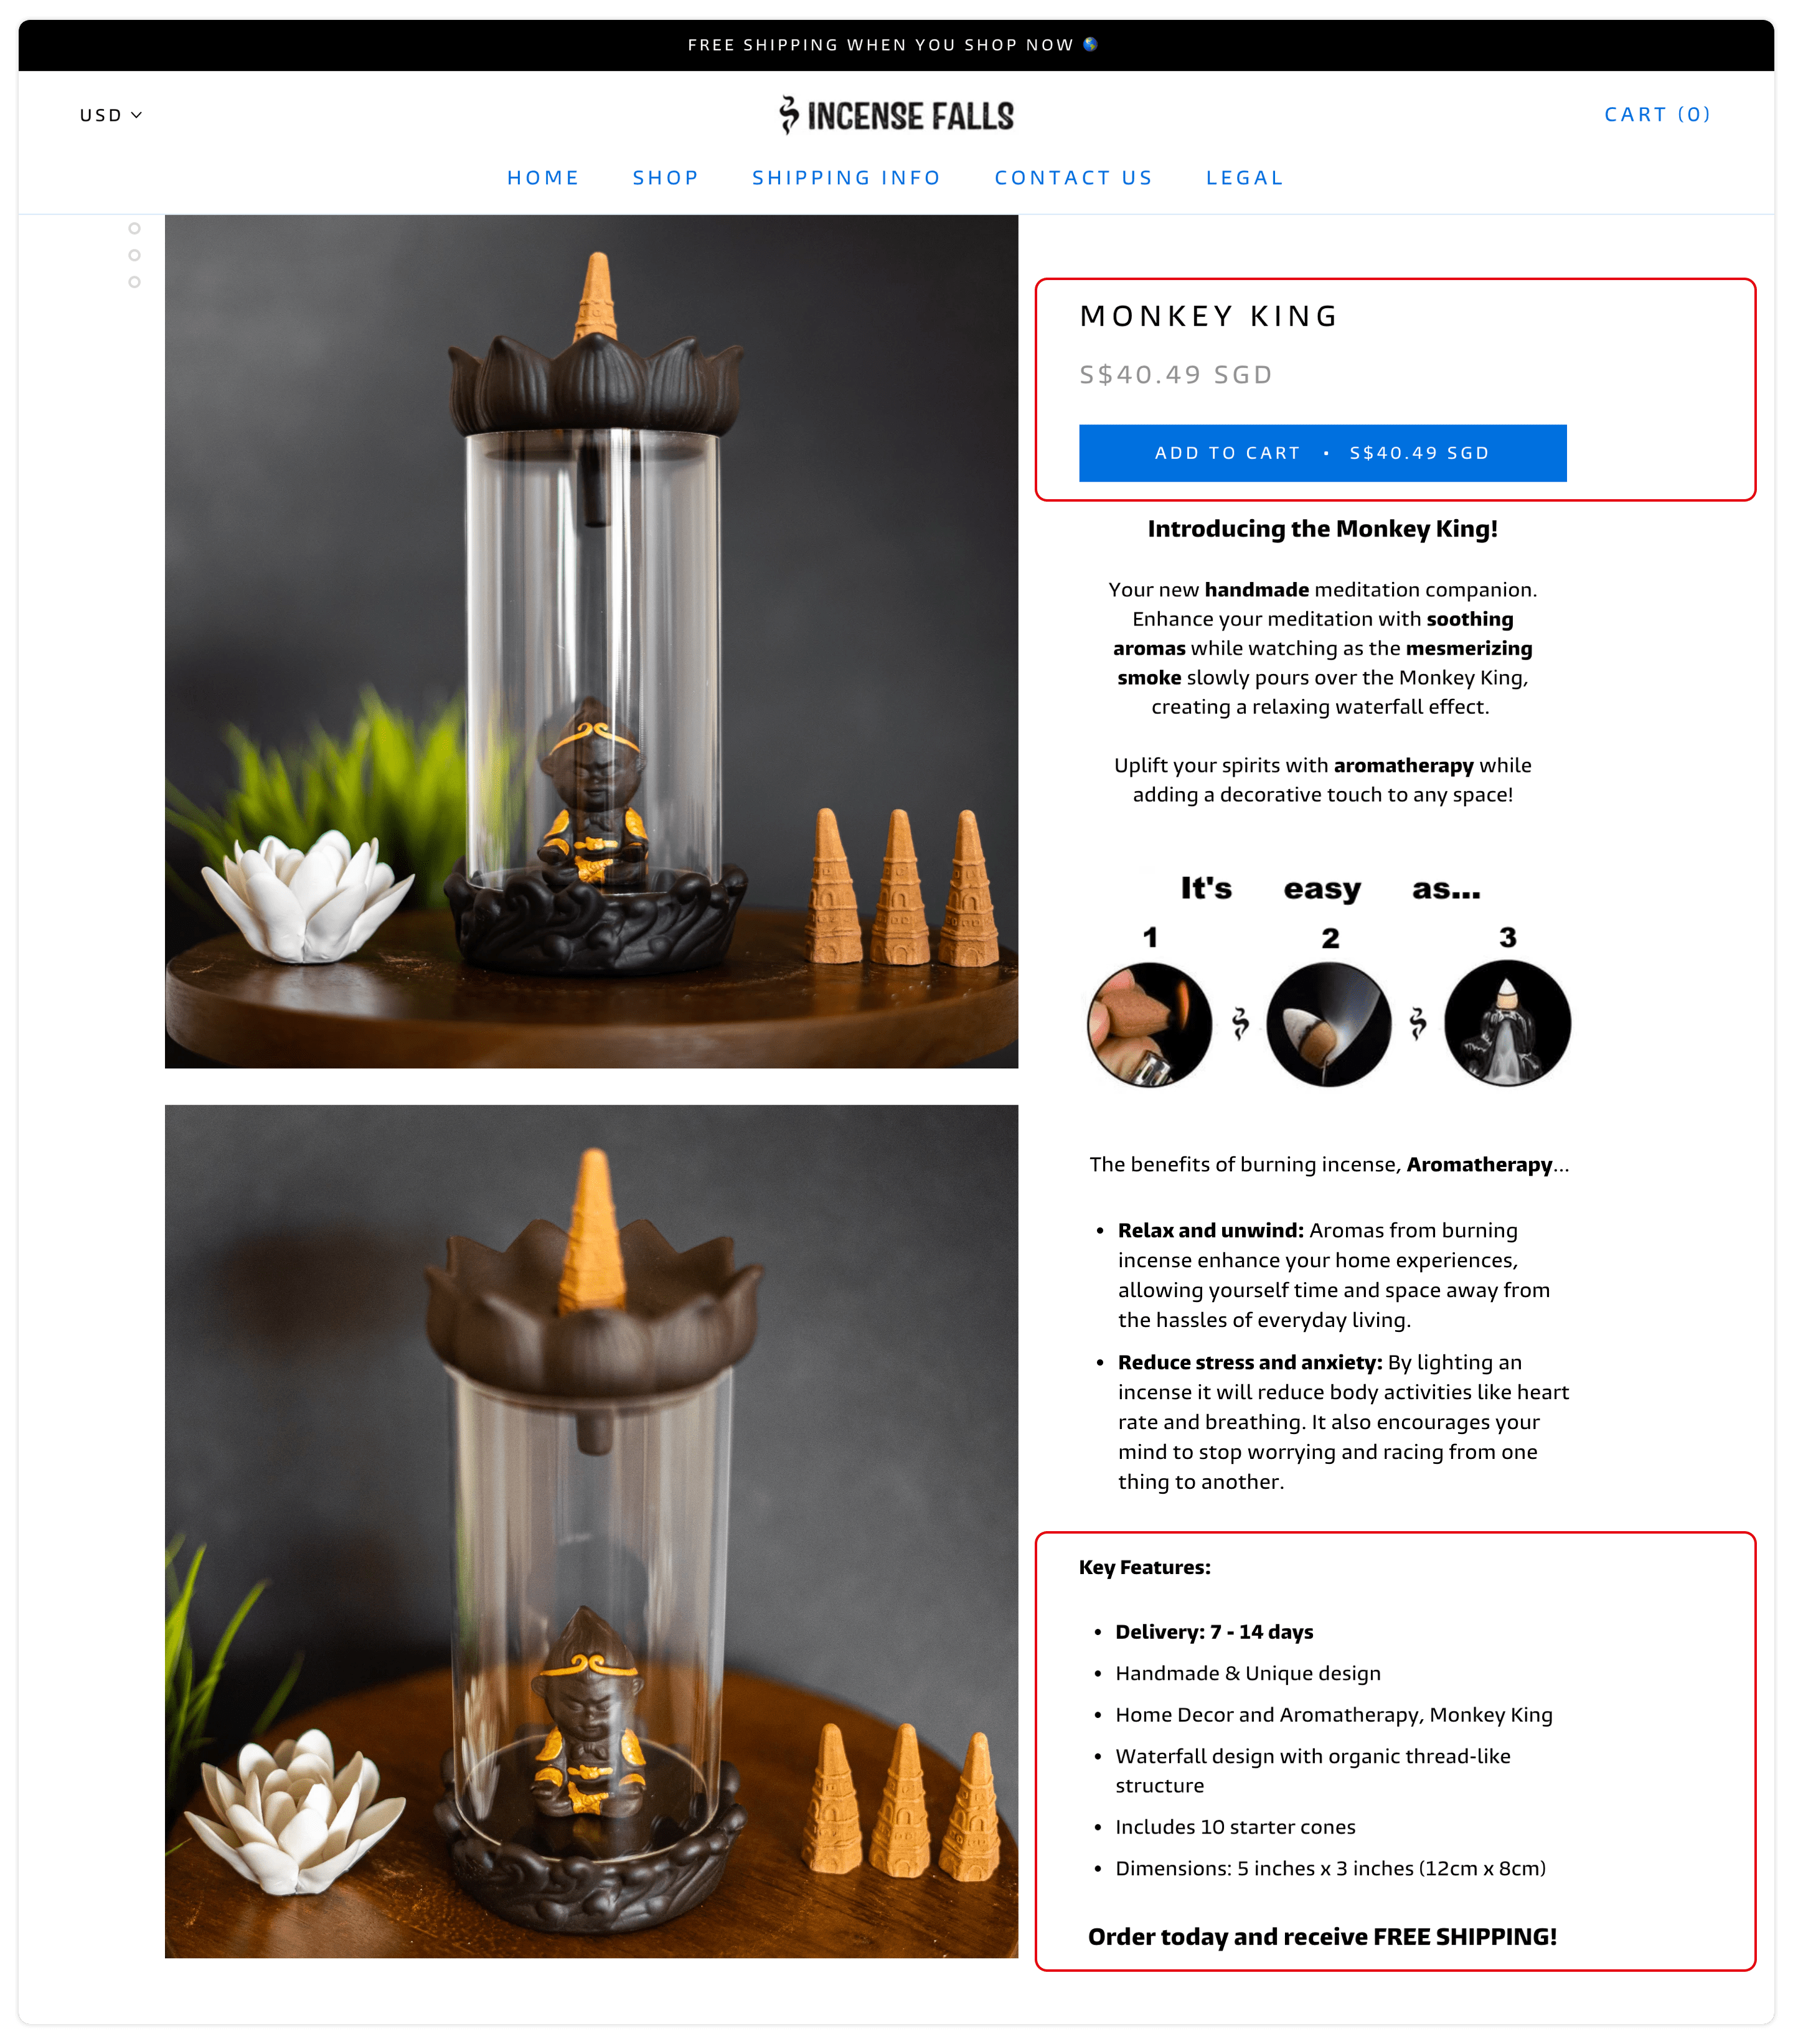 FREE SHIPPING WHEN YOU SHOP NOW 🌎
USD
INCENSE FALLS
CART (0)
HOME SHOP SHIPPING INFO CONTACT US LEGAL
MONKEY KING
S$40.49 SGD
ADD TO CART • S$40.49 SGD
Introducing the Monkey King!
Your new handmade meditation companion.
Enhance your meditation with soothing
aromas while watching as the mesmerizing
smoke slowly pours over the Monkey King,
creating a relaxing waterfall effect.
Uplift your spirits with aromatherapy while
adding a decorative touch to any space!
It's easy as...
1 2 3
The benefits of burning incense, Aromatherapy...
• Relax and unwind: Aromas from burning
incense enhance your home experiences,
allowing yourself time and space away from
the hassles of everyday living.
• Reduce stress and anxiety: By lighting an
incense it will reduce body activities like heart
rate and breathing. It also encourages your
mind to stop worrying and racing from one
thing to another.
Key Features:
• Delivery: 7 - 14 days
• Handmade & Unique design
• Home Decor and Aromatherapy, Monkey King
• Waterfall design with organic thread-like
structure
• Includes 10 starter cones
• Dimensions: 5 inches x 3 inches (12cm x 8cm)
Order today and receive FREE SHIPPING!